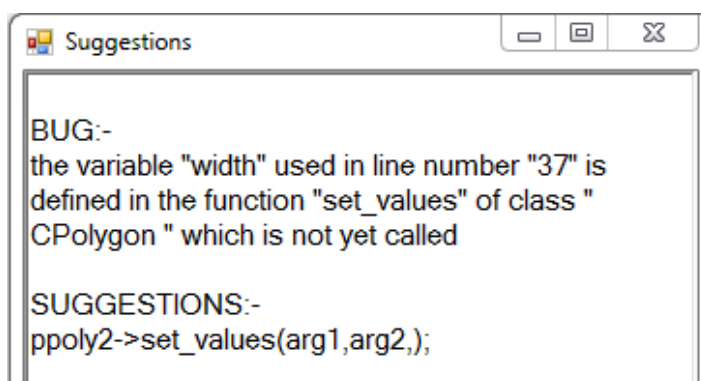 Suggestions
BUG:-
the variable "width" used in line number "37" is
defined in the function "set_values" of class "
CPolygon " which is not yet called
SUGGESTIONS:-
ppoly2->set_values(arg1,arg2,);